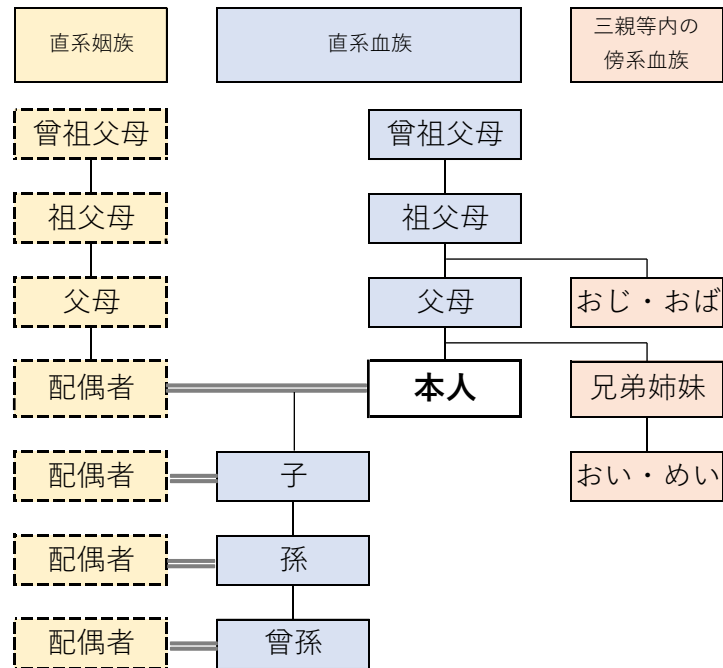 直系姻族
直系血族
三親等内の
傍系血族
曾祖父母
曾祖父母
祖父母
祖父母
父母
父母
おじ・おば
配偶者
本人
兄弟姉妹
配偶者
子
おい・めい
配偶者
孫
配偶者
曾孫